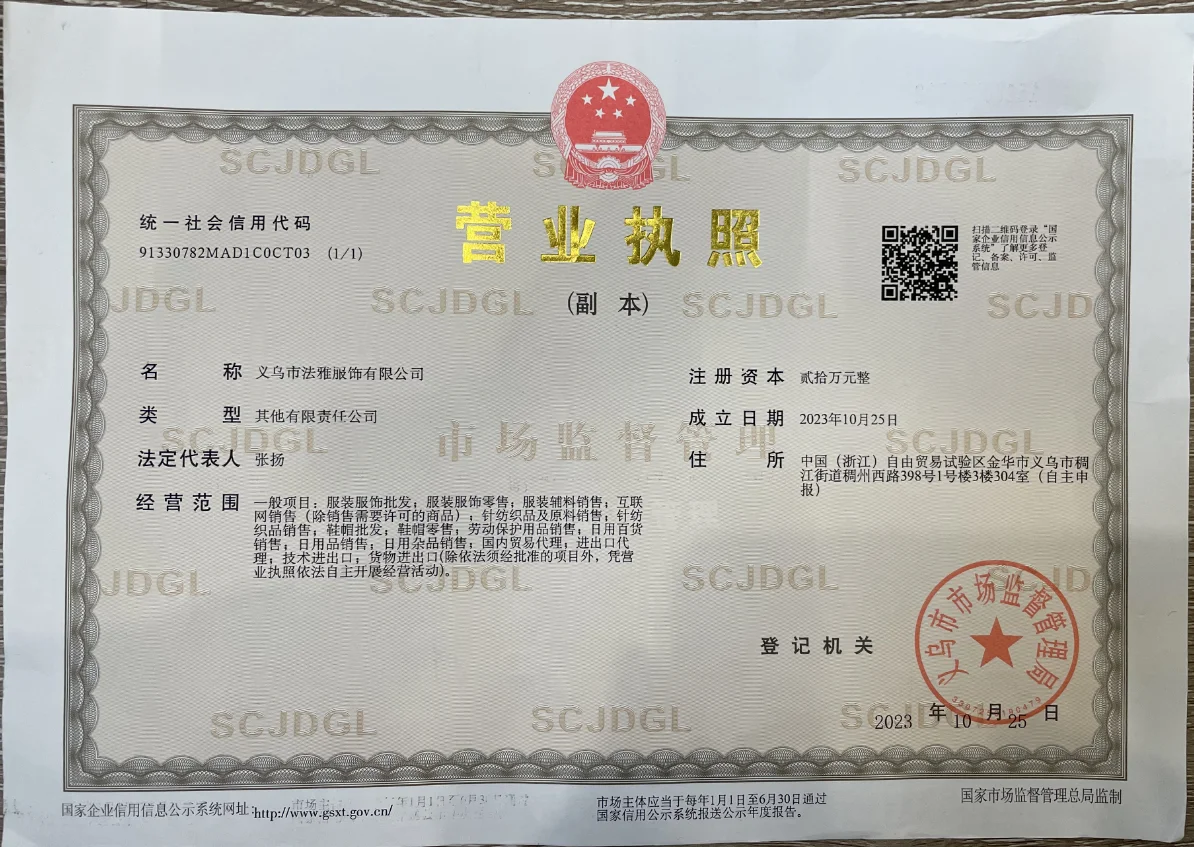 统一社会信用代码
91330782MAD1C0CT03 (1/1)
营业执照
(副 本)
扫描二维码登录“国
家企业信用信息公示
系统”了解更多登
记、备案、许可、监
管信息
名 称 义乌市法雅服饰有限公司
类 型 其他有限责任公司
法定代表人 张扬
经营范围 一般项目：服装服饰批发；服装服饰零售；服装辅料销售；互联
网销售（除销售需要许可的商品）；针纺织品及原料销售；针纺
织品销售；鞋帽批发；鞋帽零售；劳动保护用品销售；日用百货
销售；日用品销售；日用杂品销售；国内贸易代理；进出口代
理；技术进出口；货物进出口(除依法须经批准的项目外，凭营
业执照依法自主开展经营活动)。
注册资本 贰拾万元整
成立日期 2023年10月25日
住 所 中国（浙江）自由贸易试验区金华市义乌市稠
江街道稠州西路398号1号楼3楼304室（自主申
报）
登记机关
义乌市市场监督管理局
2023 年 10 月 25 日
SCJDGL
市场监督管理
国家企业信用信息公示系统网址:http://www.gsxt.gov.cn/
市场主体应当于每年1月1日至6月30日通过
国家信用公示系统报送公示年度报告。
国家市场监督管理总局监制